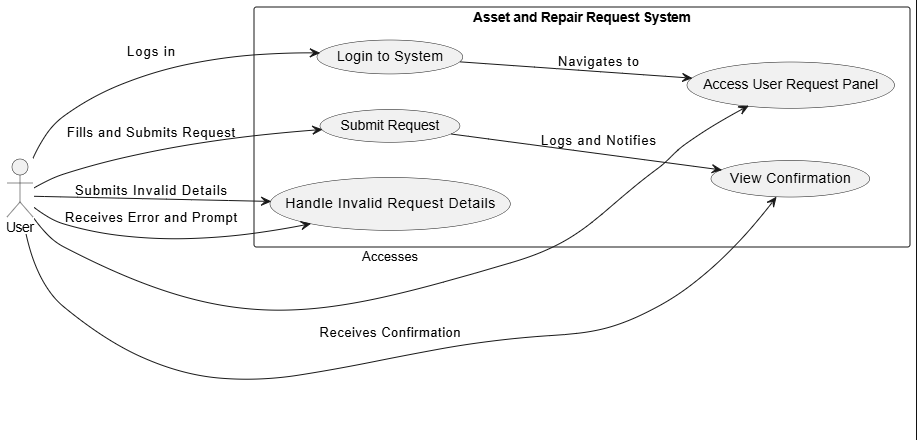 Asset and Repair Request System
Logs in
Login to System
Navigates to
Access User Request Panel
Fills and Submits Request
Submit Request
Logs and Notifies
View Confirmation
Submits Invalid Details
Handle Invalid Request Details
Receives Error and Prompt
User
Accesses
Receives Confirmation